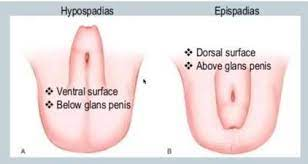 Hypospadias
Epispadias
❖ Ventral surface
❖ Below glans penis
❖ Dorsal surface
❖ Above glans penis
A
B